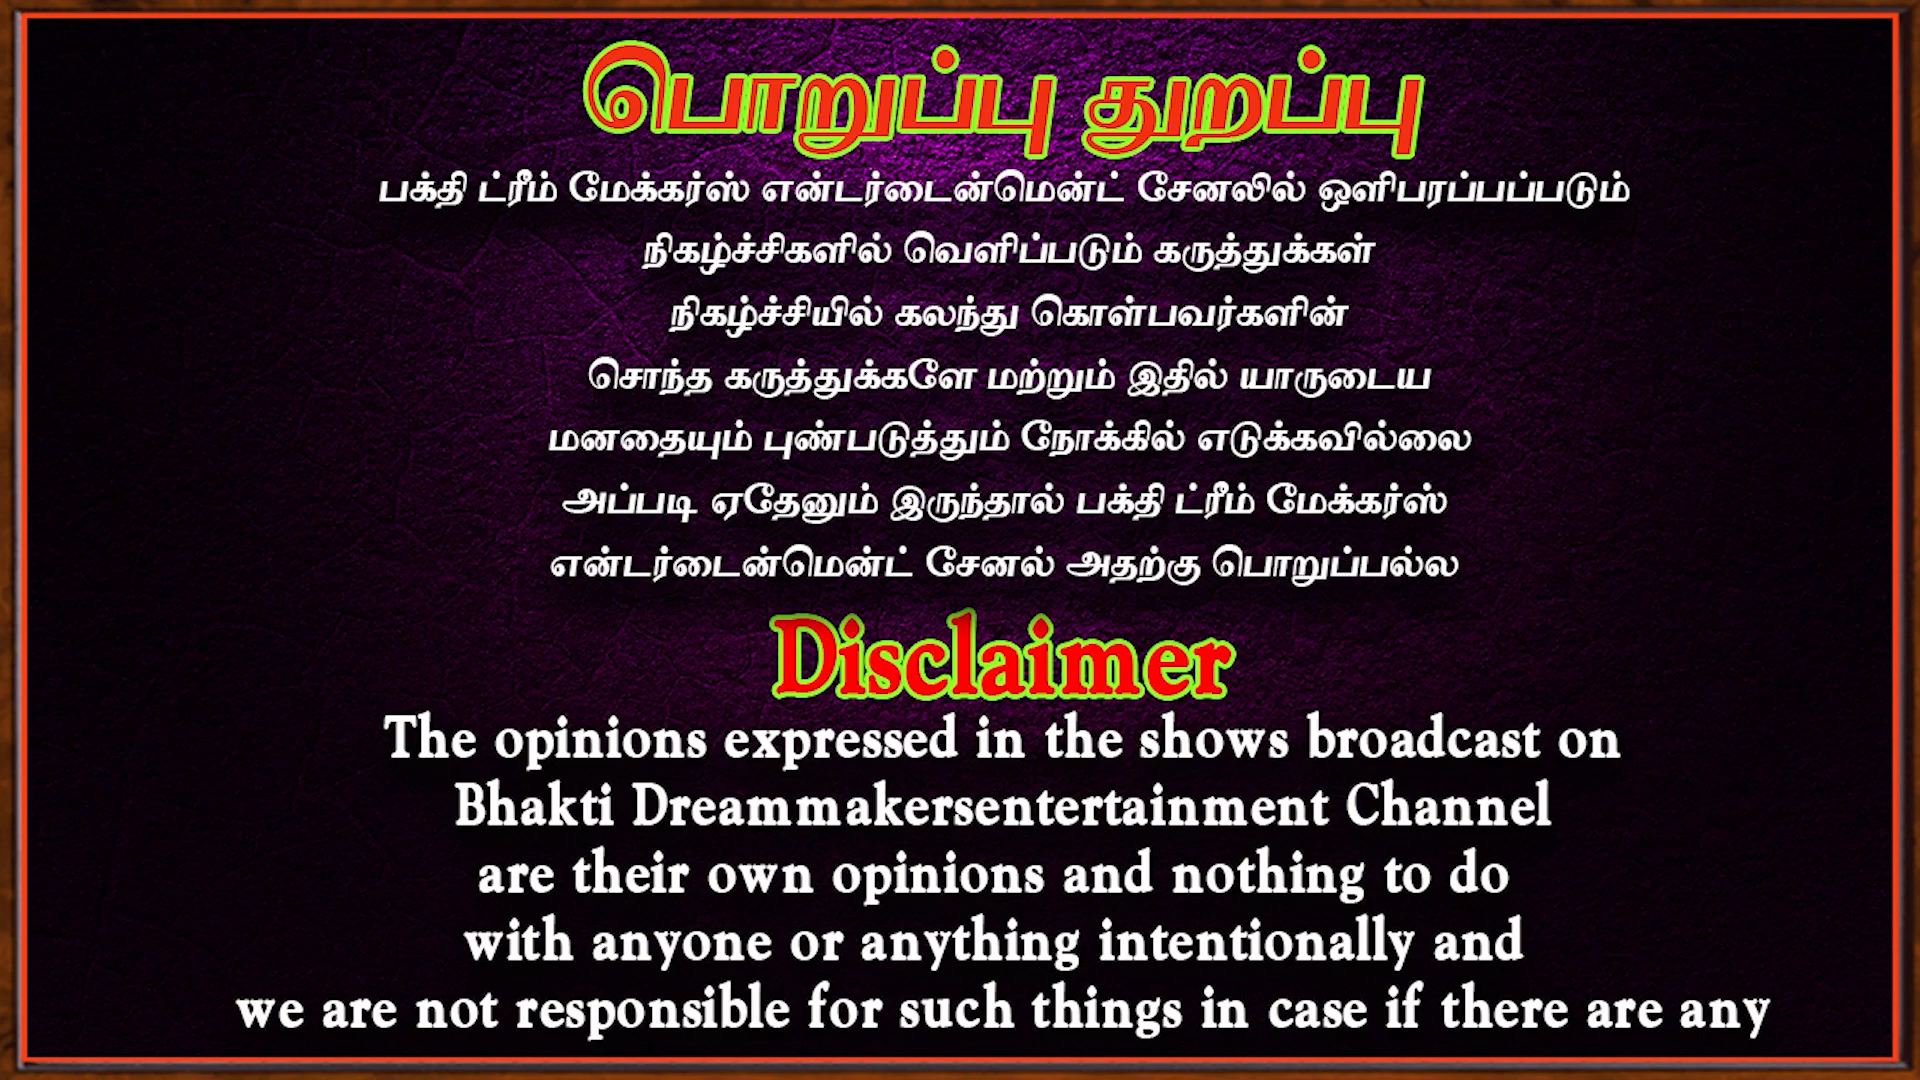 பொறுப்பு துறப்பு
பக்தி ட்ரீம் மேக்கர்ஸ் என்டர்டைன்மென்ட் சேனலில் ஒளிபரப்பப்படும்
நிகழ்ச்சிகளில் வெளிப்படும் கருத்துக்கள்
நிகழ்ச்சியில் கலந்து கொள்பவர்களின்
சொந்த கருத்துக்களே மற்றும் இதில் யாருடைய
மனதையும் புண்படுத்தும் நோக்கில் எடுக்கவில்லை
அப்படி ஏதேனும் இருந்தால் பக்தி ட்ரீம் மேக்கர்ஸ்
என்டர்டைன்மென்ட் சேனல் அதற்கு பொறுப்பல்ல
Disclaimer
The opinions expressed in the shows broadcast on
Bhakti Dreammakersentertainment Channel
are their own opinions and nothing to do
with anyone or anything intentionally and
we are not responsible for such things in case if there are any